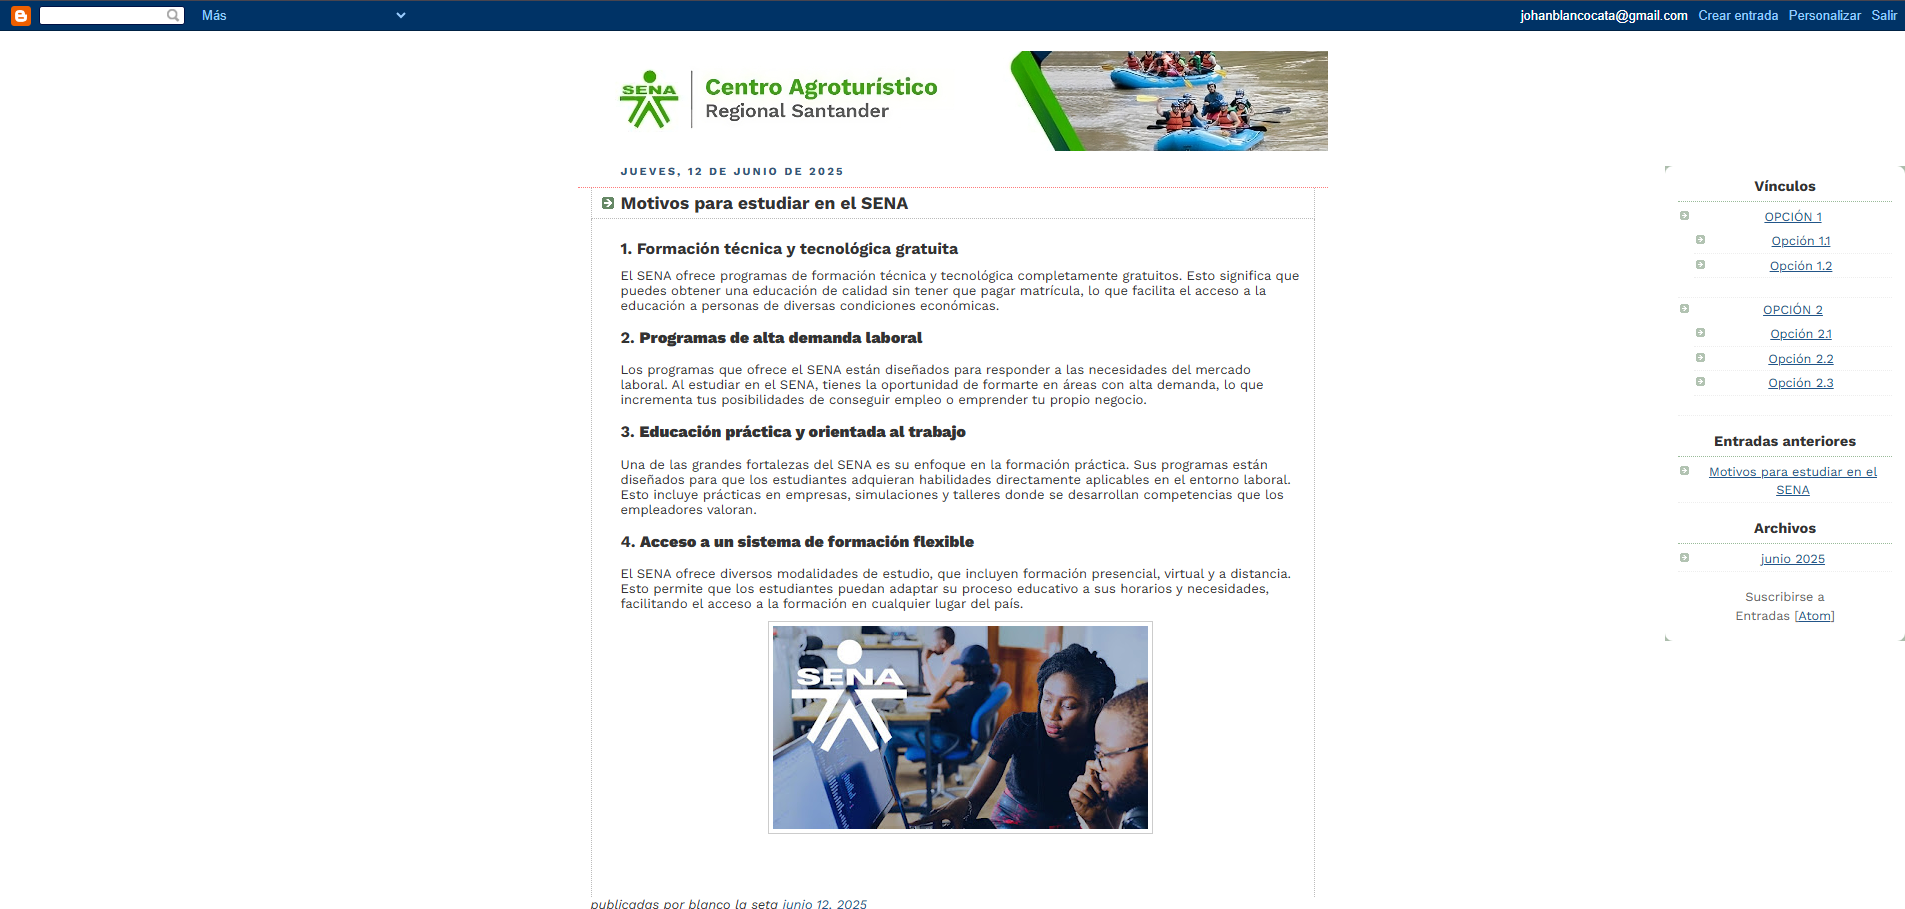 Más
johanblancocata@gmail.com Crear entrada Personalizar Salir
SENA
Centro Agroturístico
Regional Santander
JUEVES, 12 DE JUNIO DE 2025
Motivos para estudiar en el SENA
1. Formación técnica y tecnológica gratuita
El SENA ofrece programas de formación técnica y tecnológica completamente gratuitos. Esto significa que
puedes obtener una educación de calidad sin tener que pagar matrícula, lo que facilita el acceso a la
educación a personas de diversas condiciones económicas.
2. Programas de alta demanda laboral
Los programas que ofrece el SENA están diseñados para responder a las necesidades del mercado
laboral. Al estudiar en el SENA, tienes la oportunidad de formarte en áreas con alta demanda, lo que
incrementa tus posibilidades de conseguir empleo o emprender tu propio negocio.
3. Educación práctica y orientada al trabajo
Una de las grandes fortalezas del SENA es su enfoque en la formación práctica. Sus programas están
diseñados para que los estudiantes adquieran habilidades directamente aplicables en el entorno laboral.
Esto incluye prácticas en empresas, simulaciones y talleres donde se desarrollan competencias que los
empleadores valoran.
4. Acceso a un sistema de formación flexible
El SENA ofrece diversos modalidades de estudio, que incluyen formación presencial, virtual y a distancia.
Esto permite que los estudiantes puedan adaptar su proceso educativo a sus horarios y necesidades,
facilitando el acceso a la formación en cualquier lugar del país.
SENA
publicadas por blanco la seta junio 12, 2025
Vínculos
OPCIÓN 1
Opción 1.1
Opción 1.2
OPCIÓN 2
Opción 2.1
Opción 2.2
Opción 2.3
Entradas anteriores
Motivos para estudiar en el
SENA
Archivos
junio 2025
Suscribirse a
Entradas [Atom]